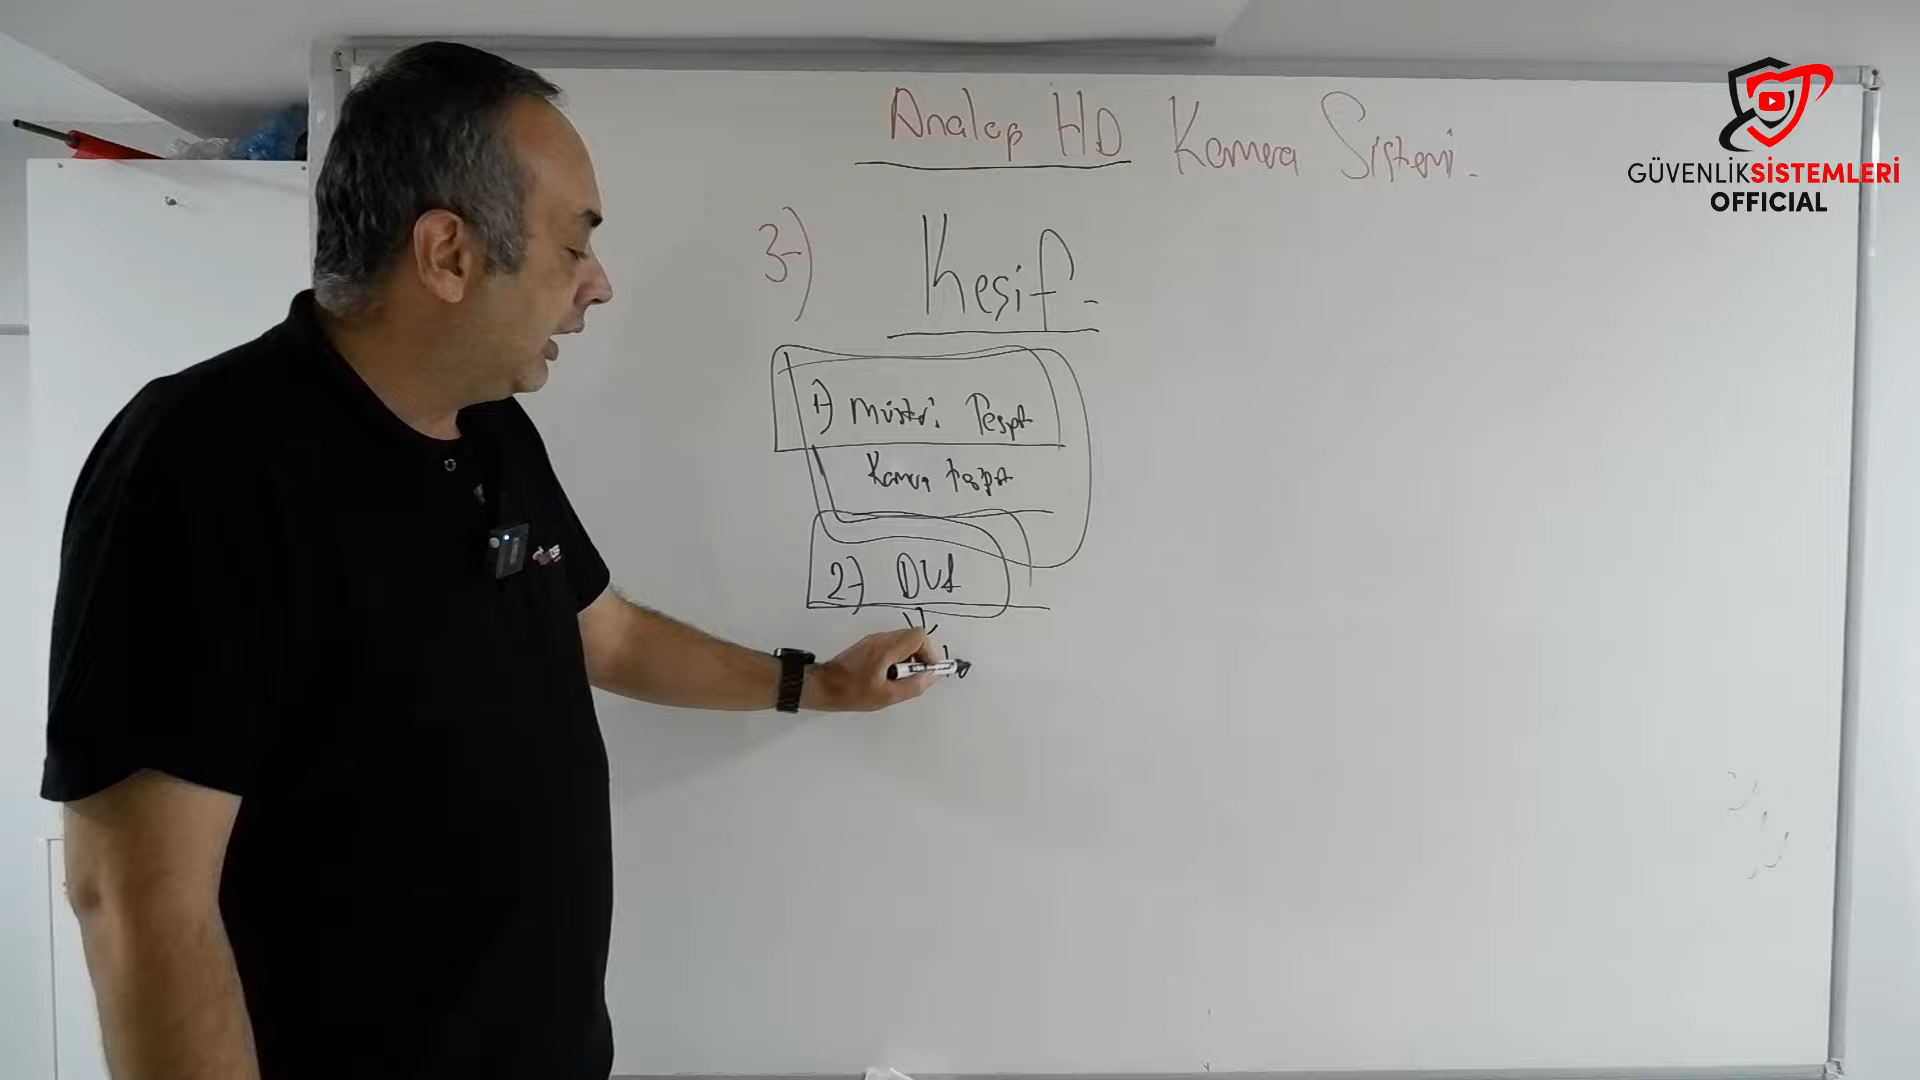 Analog HD Kamera Sistemi.
GÜVENLİKSİSTEMLERİ
OFFICIAL
3-) Keşif -
1-) Müşteri Tespit
Kamera tespit
2-) DVR